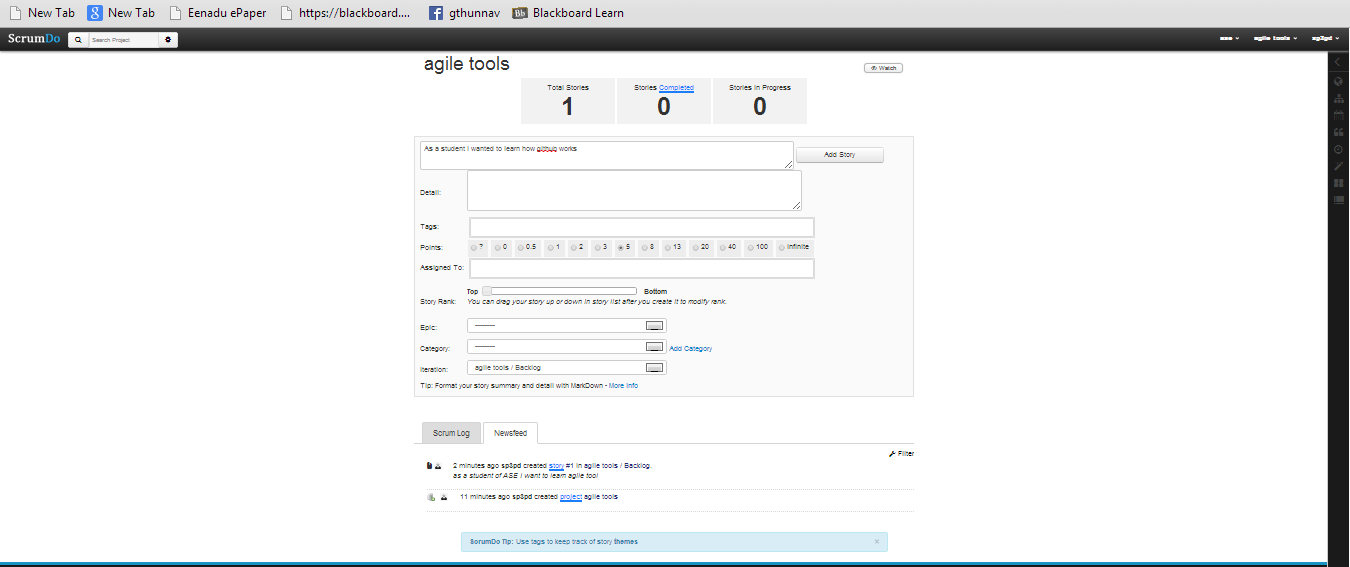 New Tab New Tab Eenadu ePaper https://blackboard.... gthunnav Bb Blackboard Learn
ScrumDo Search Project ase agile tools sp3pd
agile tools
Watch
Total Stories Stories Completed Stories In Progress
1 0 0
As a student I wanted to learn how github works
Add Story
Detail:
Tags:
Points: ? 0 0.5 1 2 3 5 8 13 20 40 100 Infinite
Assigned To:
Top Bottom
Story Rank: You can drag your story up or down in story list after you create it to modify rank.
Epic: ---------
Category: --------- Add Category
Iteration: agile tools / Backlog
Tip: Format your story summary and detail with MarkDown - More Info
Scrum Log Newsfeed
Filter
2 minutes ago sp3pd created story #1 in agile tools / Backlog.
as a student of ASE I want to learn agile tool
11 minutes ago sp3pd created project agile tools
ScrumDo Tip: Use tags to keep track of story themes ×